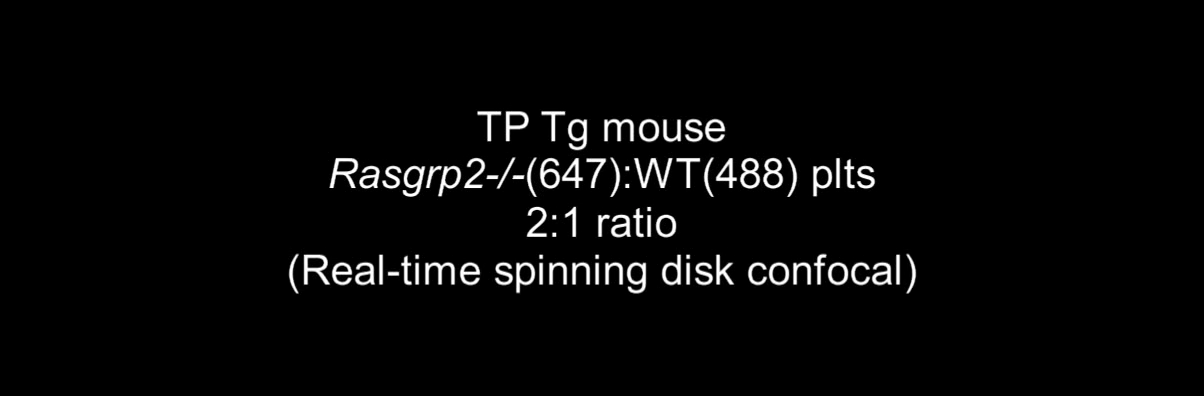 TP Tg mouse
Rasgrp2-/-(647):WT(488) plts
2:1 ratio
(Real-time spinning disk confocal)